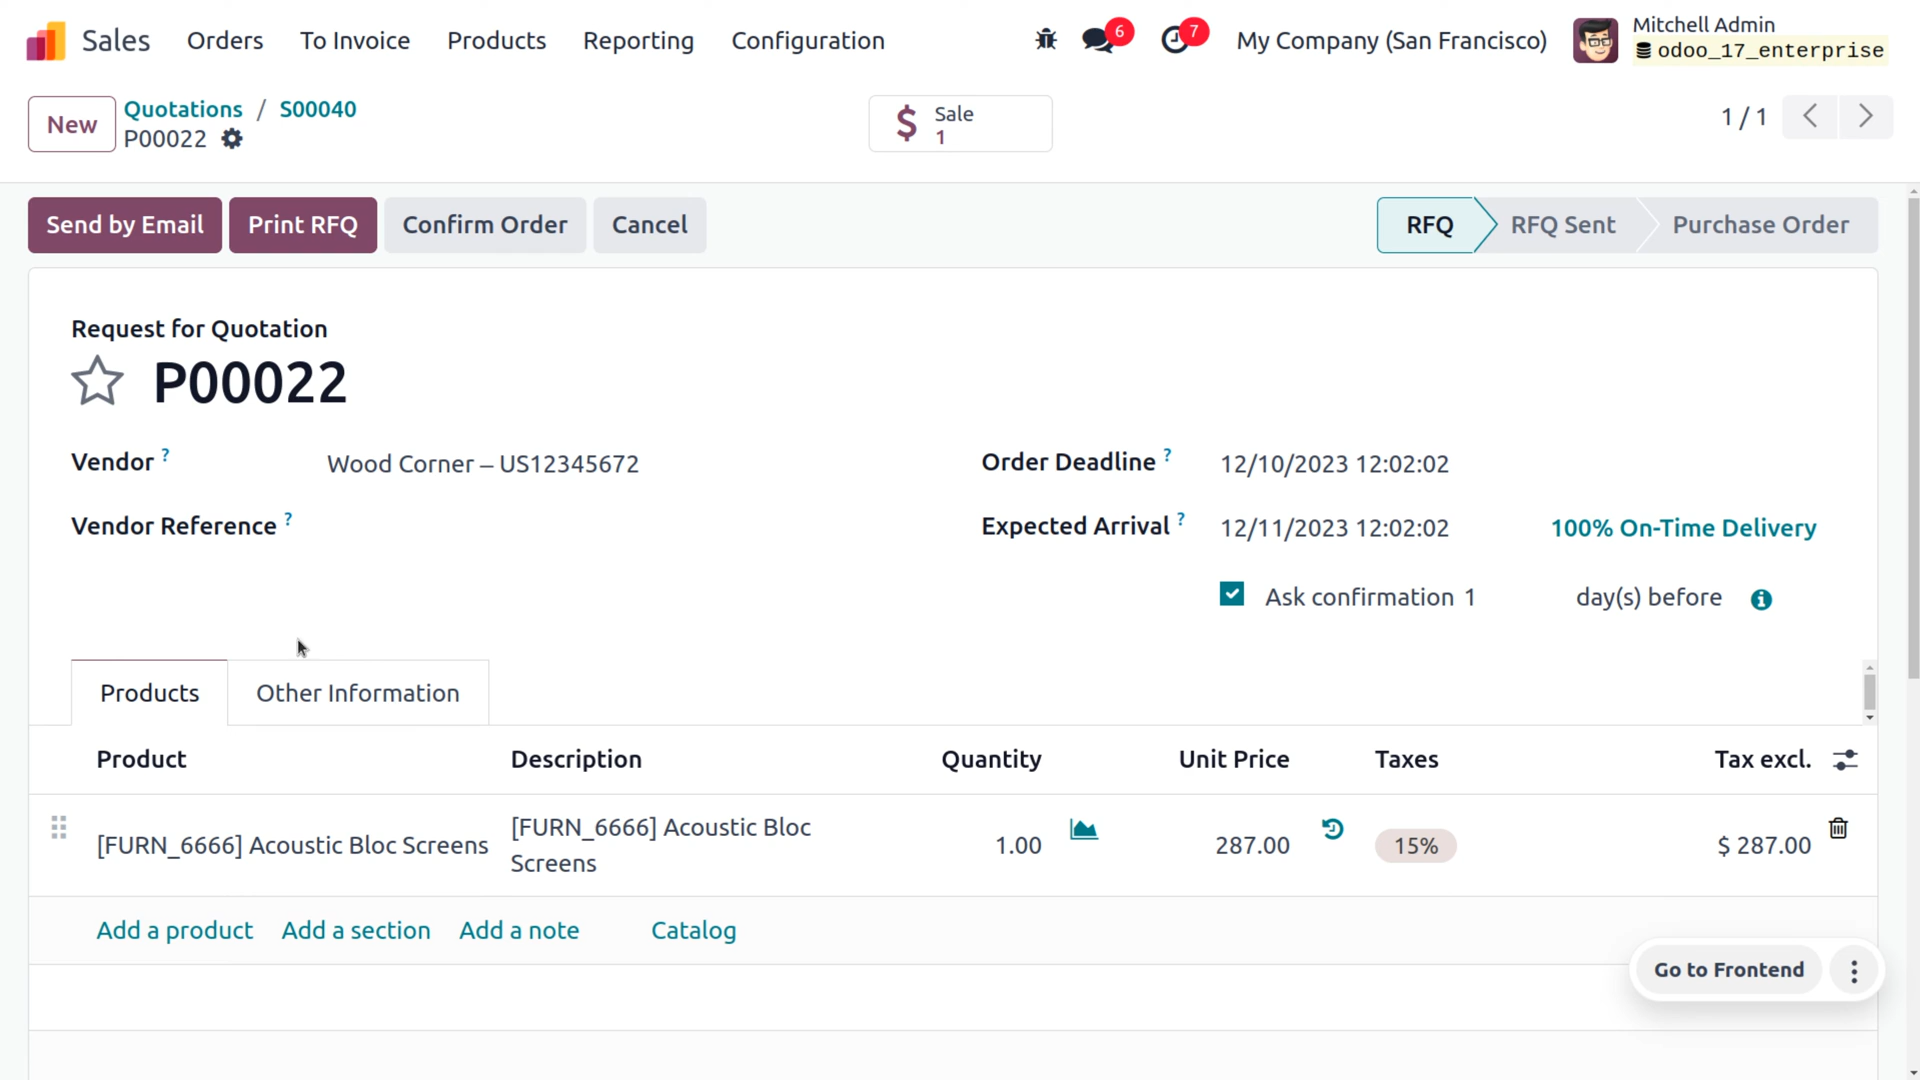 Sales Orders To Invoice Products Reporting Configuration 6 7 My Company (San Francisco) Mitchell Admin
odoo_17_enterprise
New Quotations / S00040
P00022
Sale
1
1 / 1
Send by Email Print RFQ Confirm Order Cancel RFQ RFQ Sent Purchase Order
Request for Quotation
P00022
Vendor ? Wood Corner – US12345672 Order Deadline ? 12/10/2023 12:02:02
Vendor Reference ? Expected Arrival ? 12/11/2023 12:02:02 100% On-Time Delivery
Ask confirmation 1 day(s) before
Products Other Information
Product Description Quantity Unit Price Taxes Tax excl.
[FURN_6666] Acoustic Bloc Screens [FURN_6666] Acoustic Bloc 1.00 287.00 15% $ 287.00
Screens
Add a product Add a section Add a note Catalog
Go to Frontend